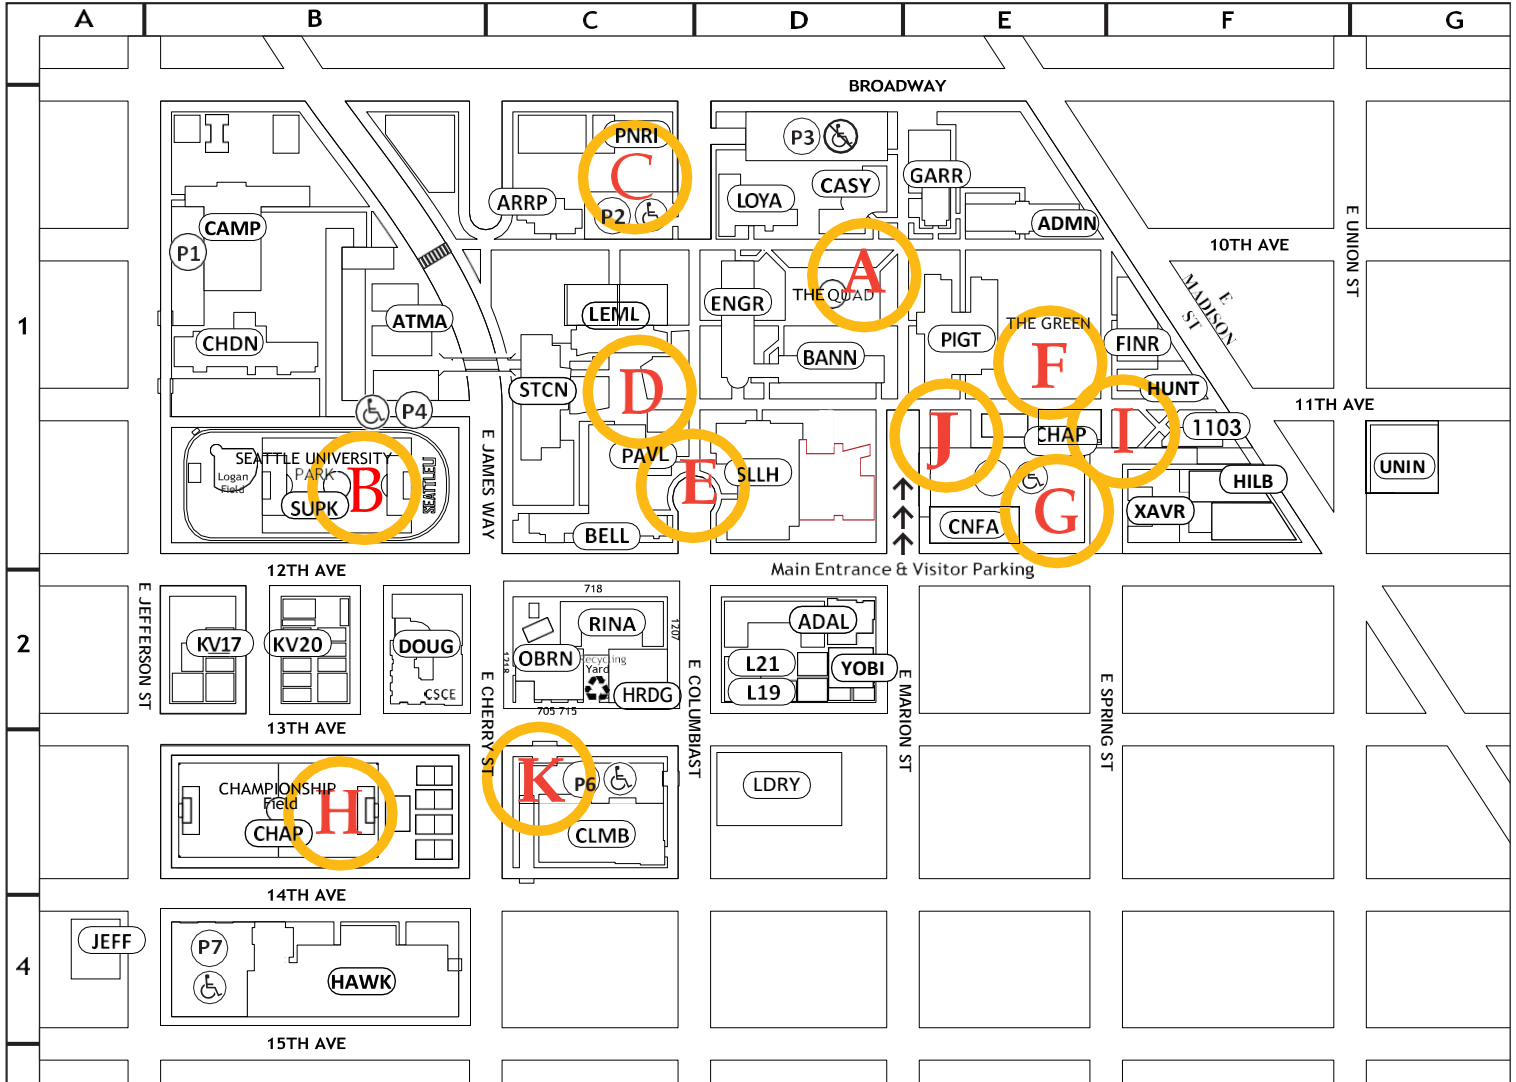 A B C D E F G
BROADWAY
1
PNRI
C
P3
ARRP
P2
LOYA
CASY
GARR
ADMN
CAMP
P1
10TH AVE
E UNION ST
E MADISON ST
A
THE QUAD
ENGR
LEML
ATMA
CHDN
BANN
PIGT
THE GREEN
F
FINR
HUNT
STCN
D
P4
11TH AVE
J
CHAP
I
1103
SEATTLE UNIVERSITY
PARK
Logan
Field
SUPK
B
SEATTLEU
E JAMES WAY
PAVL
E
SLLH
BELL
G
CNFA
XAVR
HILB
UNIN
12TH AVE
Main Entrance & Visitor Parking
2
E JEFFERSON ST
KV17
KV20
DOUG
CSCE
E CHERRY ST
718
RINA
1207
OBRN
1218
Recycling
Yard
HRDG
705 715
E COLUMBIA ST
ADAL
L21
YOBI
L19
E MARION ST
E SPRING ST
13TH AVE
CHAMPIONSHIP
Field
H
CHAP
K
P6
CLMB
LDRY
14TH AVE
4
JEFF
P7
HAWK
15TH AVE